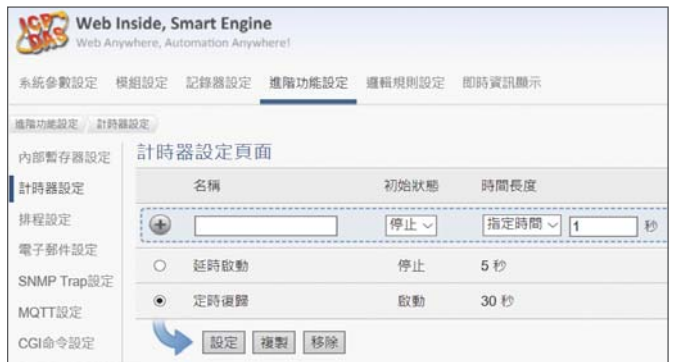 ICP DAS
Web Inside, Smart Engine
Web Anywhere, Automation Anywhere!
系統參數設定 模組設定 記錄器設定 進階功能設定 邏輯規則設定 即時資訊顯示
進階功能設定 計時器設定
內部暫存器設定
計時器設定
排程設定
電子郵件設定
SNMP Trap設定
MQTT設定
CGI命令設定
計時器設定頁面
名稱 初始狀態 時間長度
停止 指定時間 1 秒
延時啟動 停止 5 秒
定時復歸 啟動 30 秒
設定 複製 移除